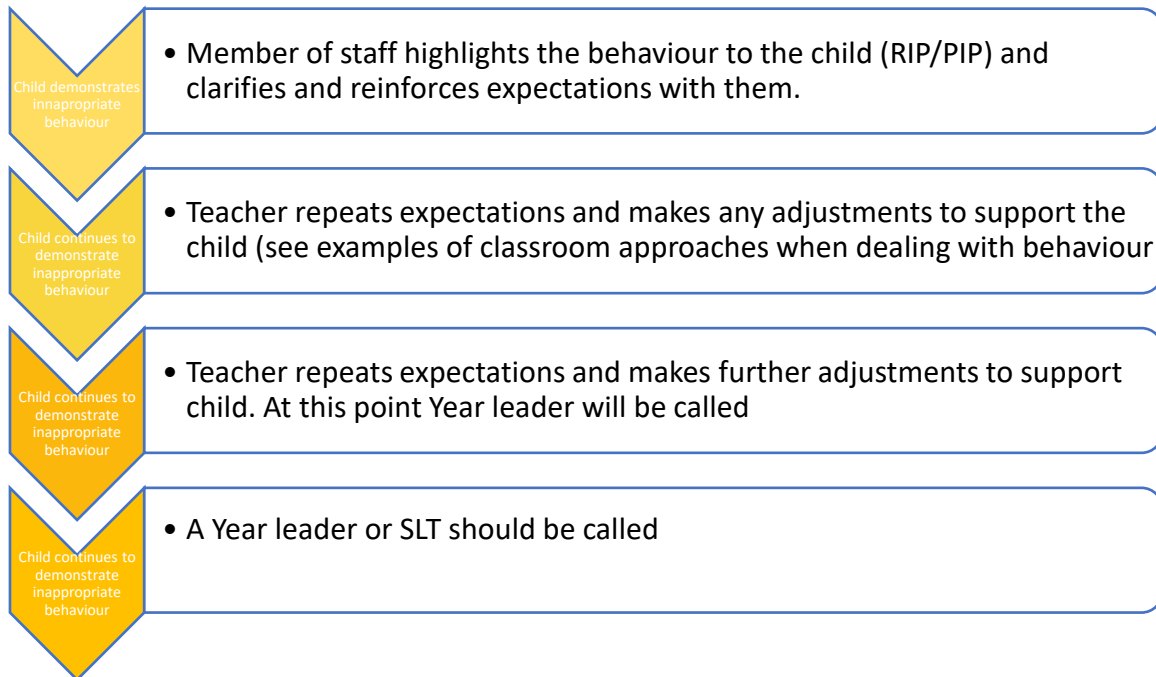 Child demonstrates
innapropriate
behaviour
• Member of staff highlights the behaviour to the child (RIP/PIP) and
clarifies and reinforces expectations with them.
Child continues to
demonstrate
inappropriate
behaviour
• Teacher repeats expectations and makes any adjustments to support the
child (see examples of classroom approaches when dealing with behaviour
Child continues to
demonstrate
inappropriate
behaviour
• Teacher repeats expectations and makes further adjustments to support
child. At this point Year leader will be called
Child continues to
demonstrate
inappropriate
behaviour
• A Year leader or SLT should be called